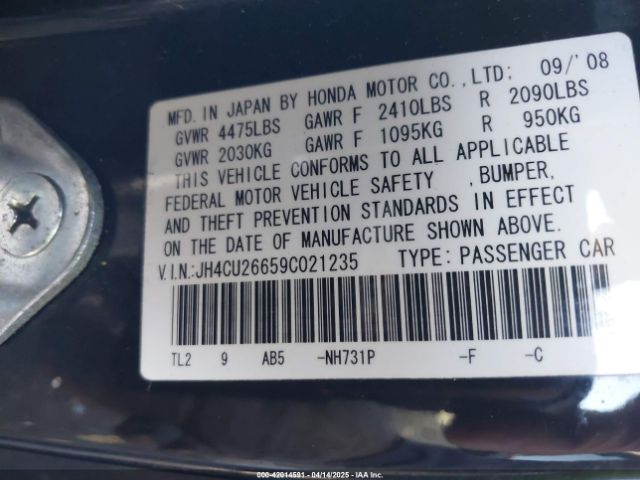 MFD. IN JAPAN BY HONDA MOTOR CO.,LTD: 09/'08
GVWR 4475LBS GAWR F 2410LBS R 2090LBS
GVWR 2030KG GAWR F 1095KG R 950KG
THIS VEHICLE CONFORMS TO ALL APPLICABLE
FEDERAL MOTOR VEHICLE SAFETY ,BUMPER,
AND THEFT PREVENTION STANDARDS IN EFFECT
ON THE DATE OF MANUFACTURE SHOWN ABOVE.
V.I.N.:JH4CU26659C021235 TYPE: PASSENGER CAR
TL2 9 AB5 -NH731P -F -C
000-42014591 - 04/14/2025 - IAA Inc.